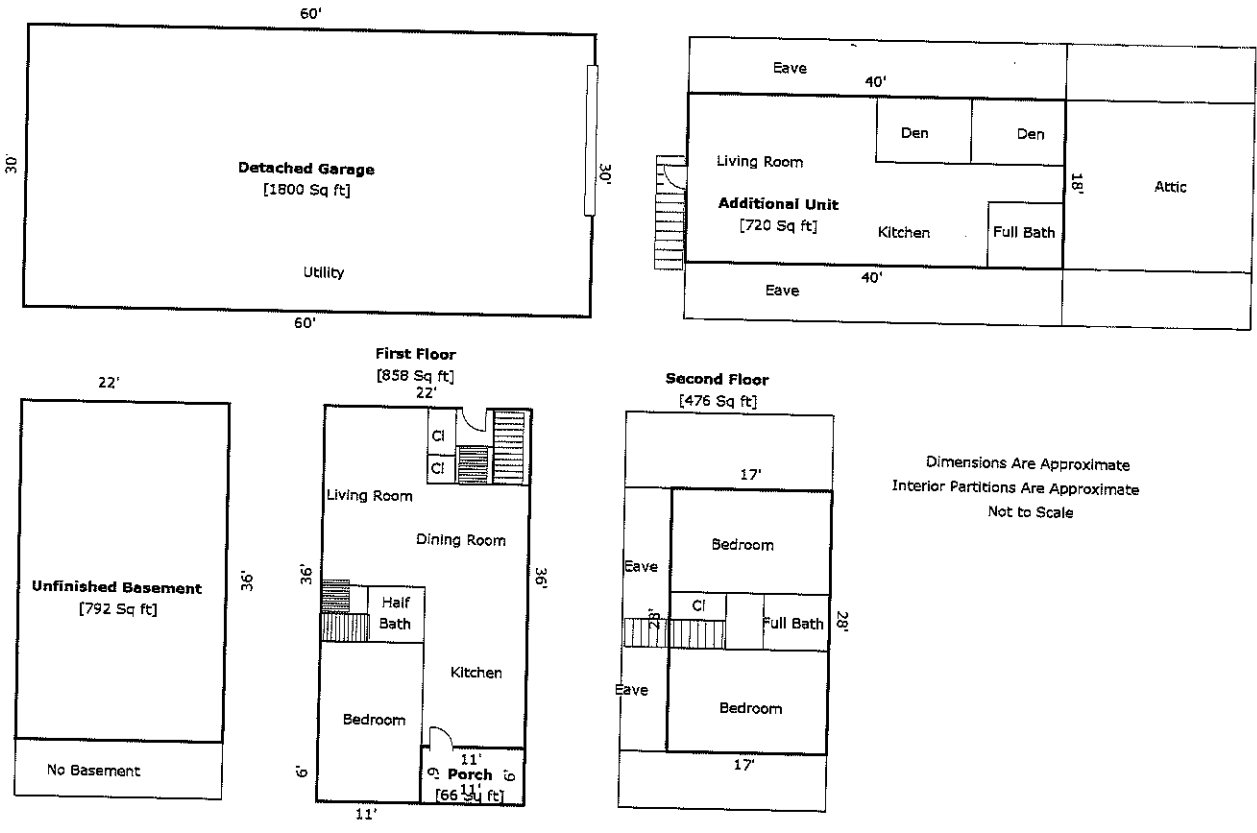 60'
30'
Detached Garage
[1800 Sq ft]
30'
Utility
60'
Eave
40'
Den
Den
Living Room
18'
Attic
Additional Unit
[720 Sq ft]
Kitchen
Full Bath
40'
Eave
22'
Unfinished Basement
[792 Sq ft]
36'
No Basement
First Floor
[858 Sq ft]
22'
Cl
Cl
Living Room
Dining Room
36'
36'
Half
Bath
Kitchen
Bedroom
6'
11'
11'
6'
Porch
6'
11'
[66 Sq ft]
Second Floor
[476 Sq ft]
17'
Bedroom
Eave
Cl
28'
Full Bath
28'
Eave
Bedroom
17'
Dimensions Are Approximate
Interior Partitions Are Approximate
Not to Scale